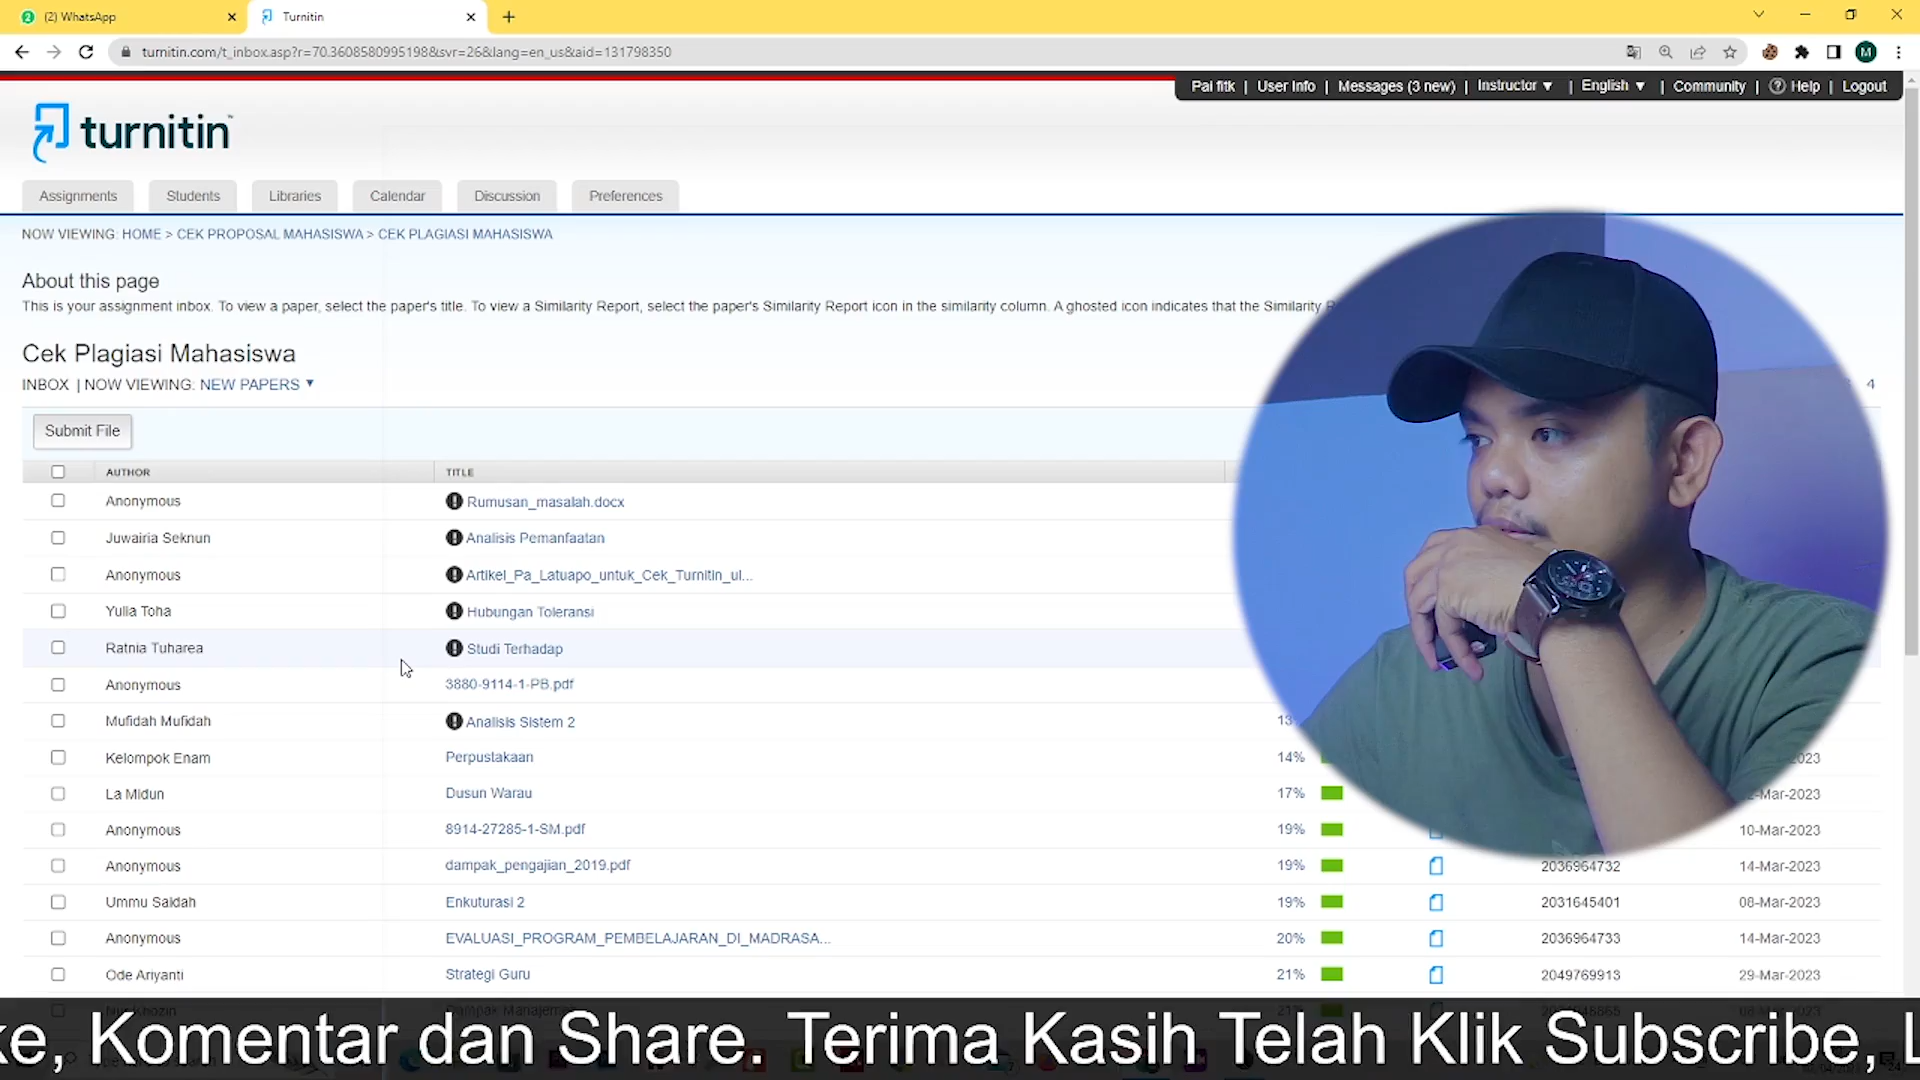 (2) WhatsApp
Turnitin
turnitin.com/t_inbox.asp?r=70.3608580995198&svr=26&lang=en_us&aid=131798350
Pai fitk | User Info | Messages (3 new) | Instructor ▼ | English ▼ | Community | ? Help | Logout
turnitin
Assignments Students Libraries Calendar Discussion Preferences
NOW VIEWING: HOME > CEK PROPOSAL MAHASISWA > CEK PLAGIASI MAHASISWA
About this page
This is your assignment inbox. To view a paper, select the paper's title. To view a Similarity Report, select the paper's Similarity Report icon in the similarity column. A ghosted icon indicates that the Similarity
Cek Plagiasi Mahasiswa
INBOX | NOW VIEWING: NEW PAPERS ▼
4
Submit File
AUTHOR TITLE
Anonymous Rumusan_masalah.docx
Juwairia Seknun Analisis Pemanfaatan
Anonymous Artikel_Pa_Latuapo_untuk_Cek_Turnitin_ul...
Yulia Toha Hubungan Toleransi
Ratnia Tuharea Studi Terhadap
Anonymous 3880-9114-1-PB.pdf
Mufidah Mufidah Analisis Sistem 2 13
Kelompok Enam Perpustakaan 14% 2023
La Midun Dusun Warau 17% -Mar-2023
Anonymous 8914-27285-1-SM.pdf 19% 10-Mar-2023
Anonymous dampak_pengajian_2019.pdf 19% 2036964732 14-Mar-2023
Ummu Saidah Enkuturasi 2 19% 2031645401 08-Mar-2023
Anonymous EVALUASI_PROGRAM_PEMBELAJARAN_DI_MADRASA... 20% 2036964733 14-Mar-2023
Ode Ariyanti Strategi Guru 21% 2049769913 29-Mar-2023
ke, Komentar dan Share. Terima Kasih Telah Klik Subscribe, L